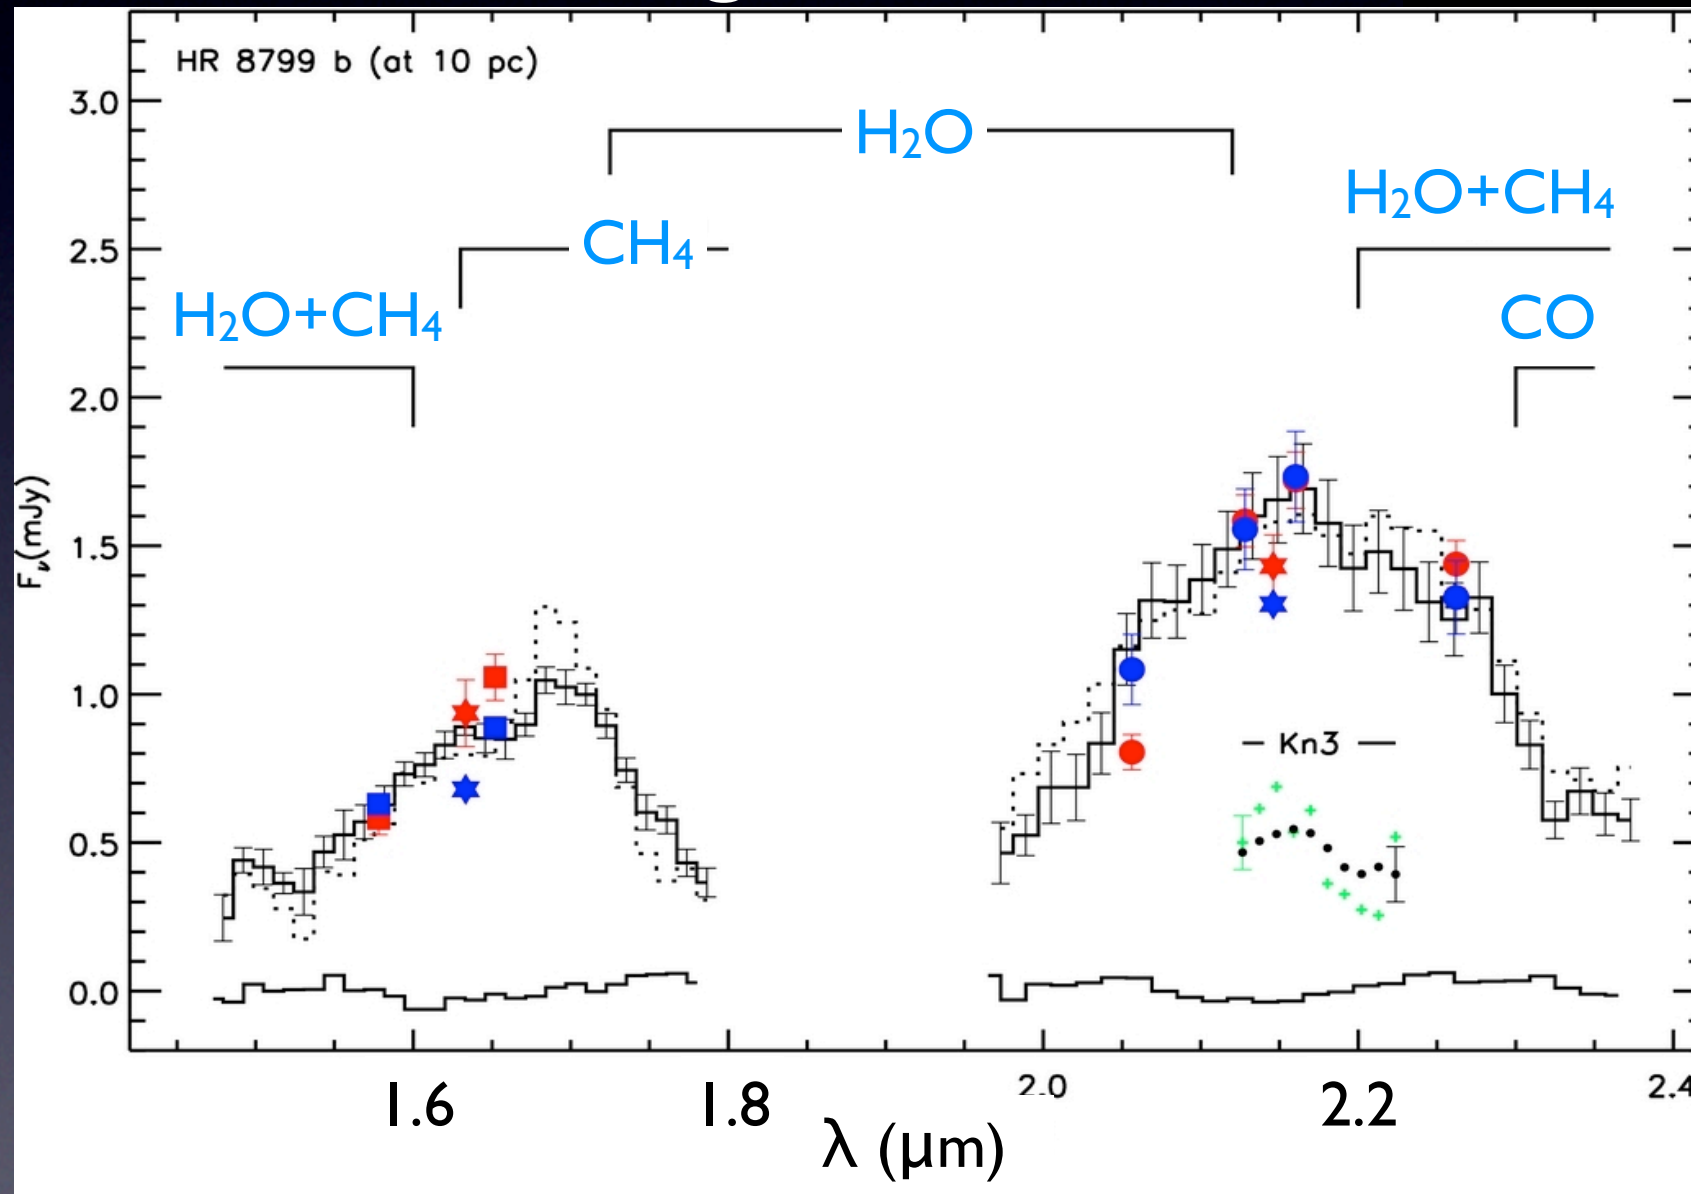 HR 8799 b (at 10 pc)
3.0
H₂O
H₂O+CH₄
2.5
CH₄
H₂O+CH₄
CO
2.0
Fν(mJy)
1.5
1.0
Kn3
0.5
0.0
1.6 1.8 2.0 2.2 2.4
λ (μm)